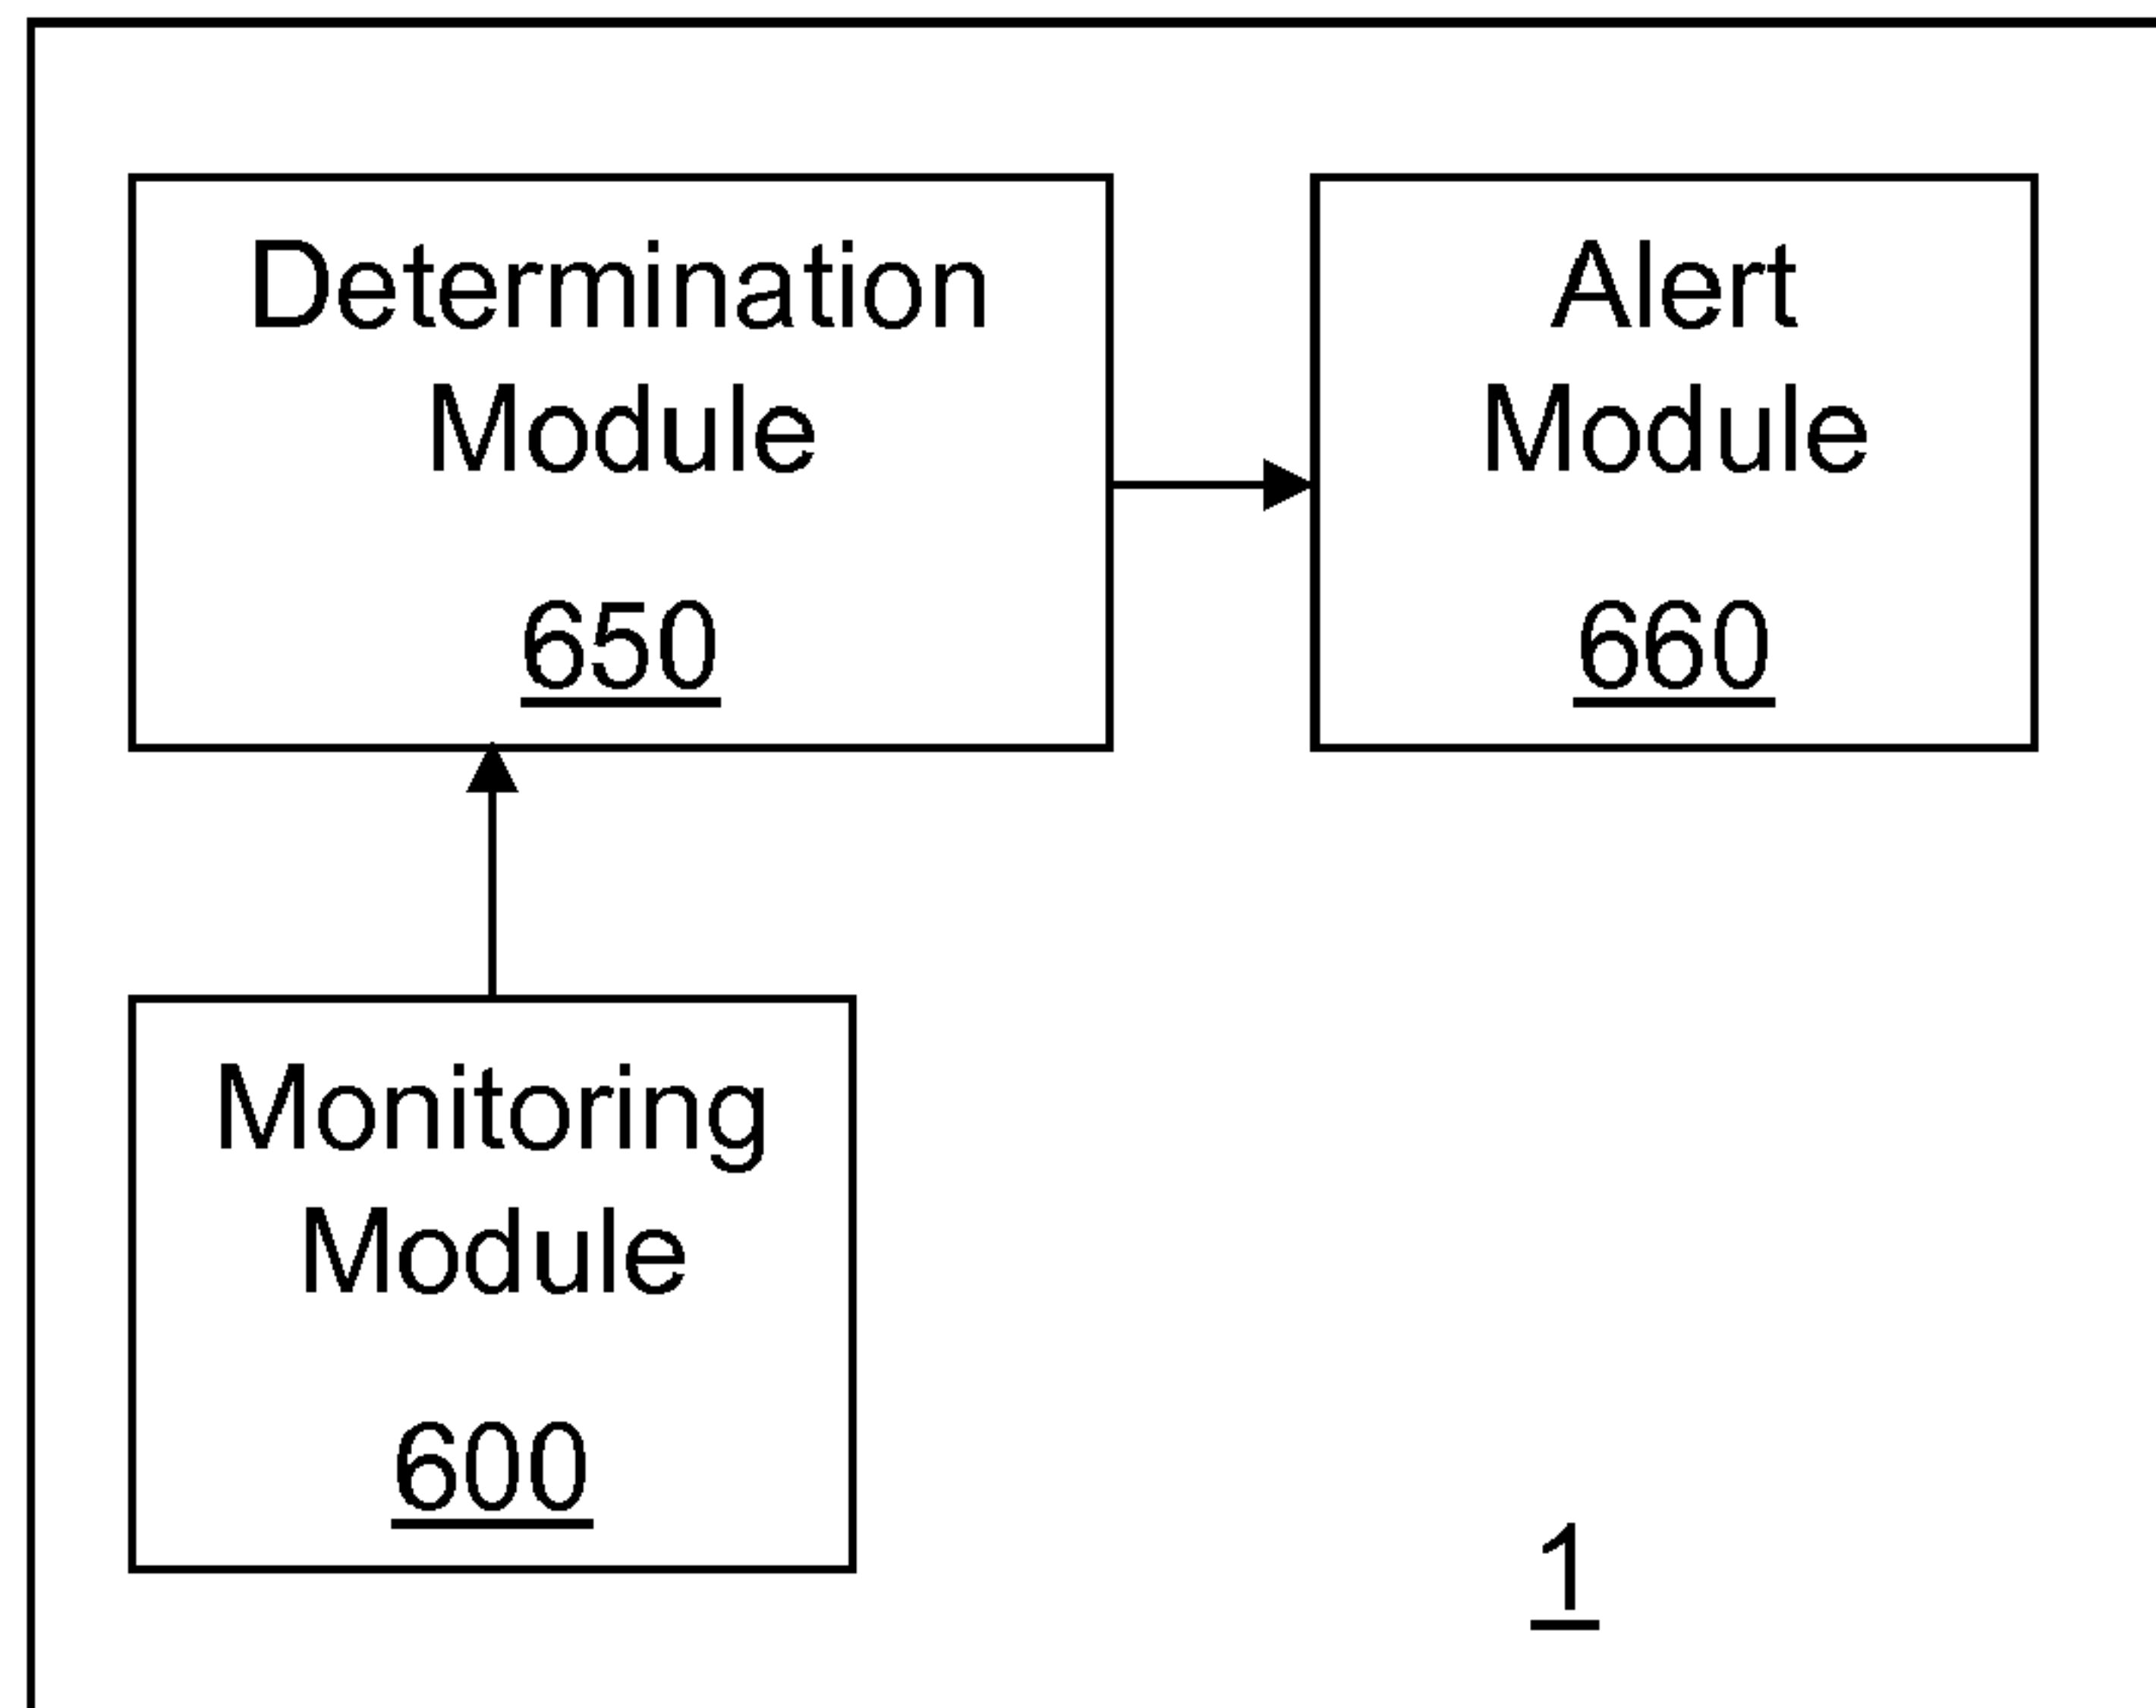 Determination
Module
650
Alert
Module
660
Monitoring
Module
600
1